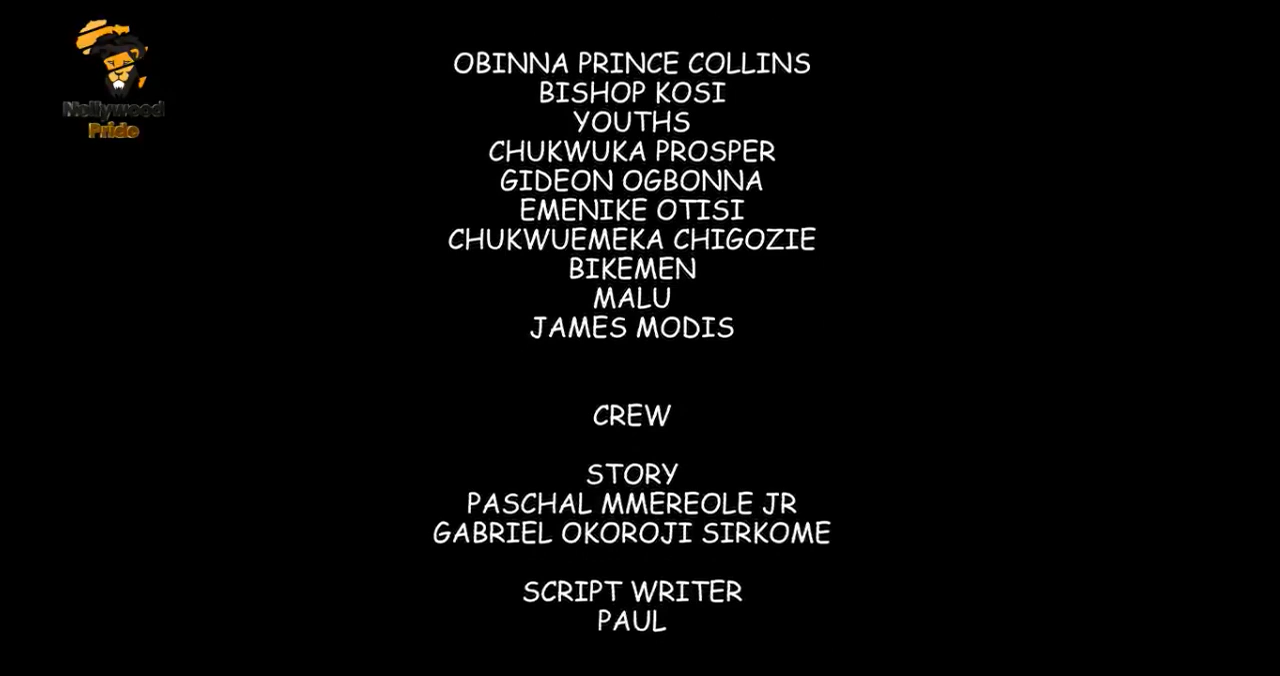 Nollywood
Pride
OBINNA PRINCE COLLINS
BISHOP KOSI
YOUTHS
CHUKWUKA PROSPER
GIDEON OGBONNA
EMENIKE OTISI
CHUKWUEMEKA CHIGOZIE
BIKEMEN
MALU
JAMES MODIS
CREW
STORY
PASCHAL MMEREOLE JR
GABRIEL OKOROJI SIRKOME
SCRIPT WRITER
PAUL